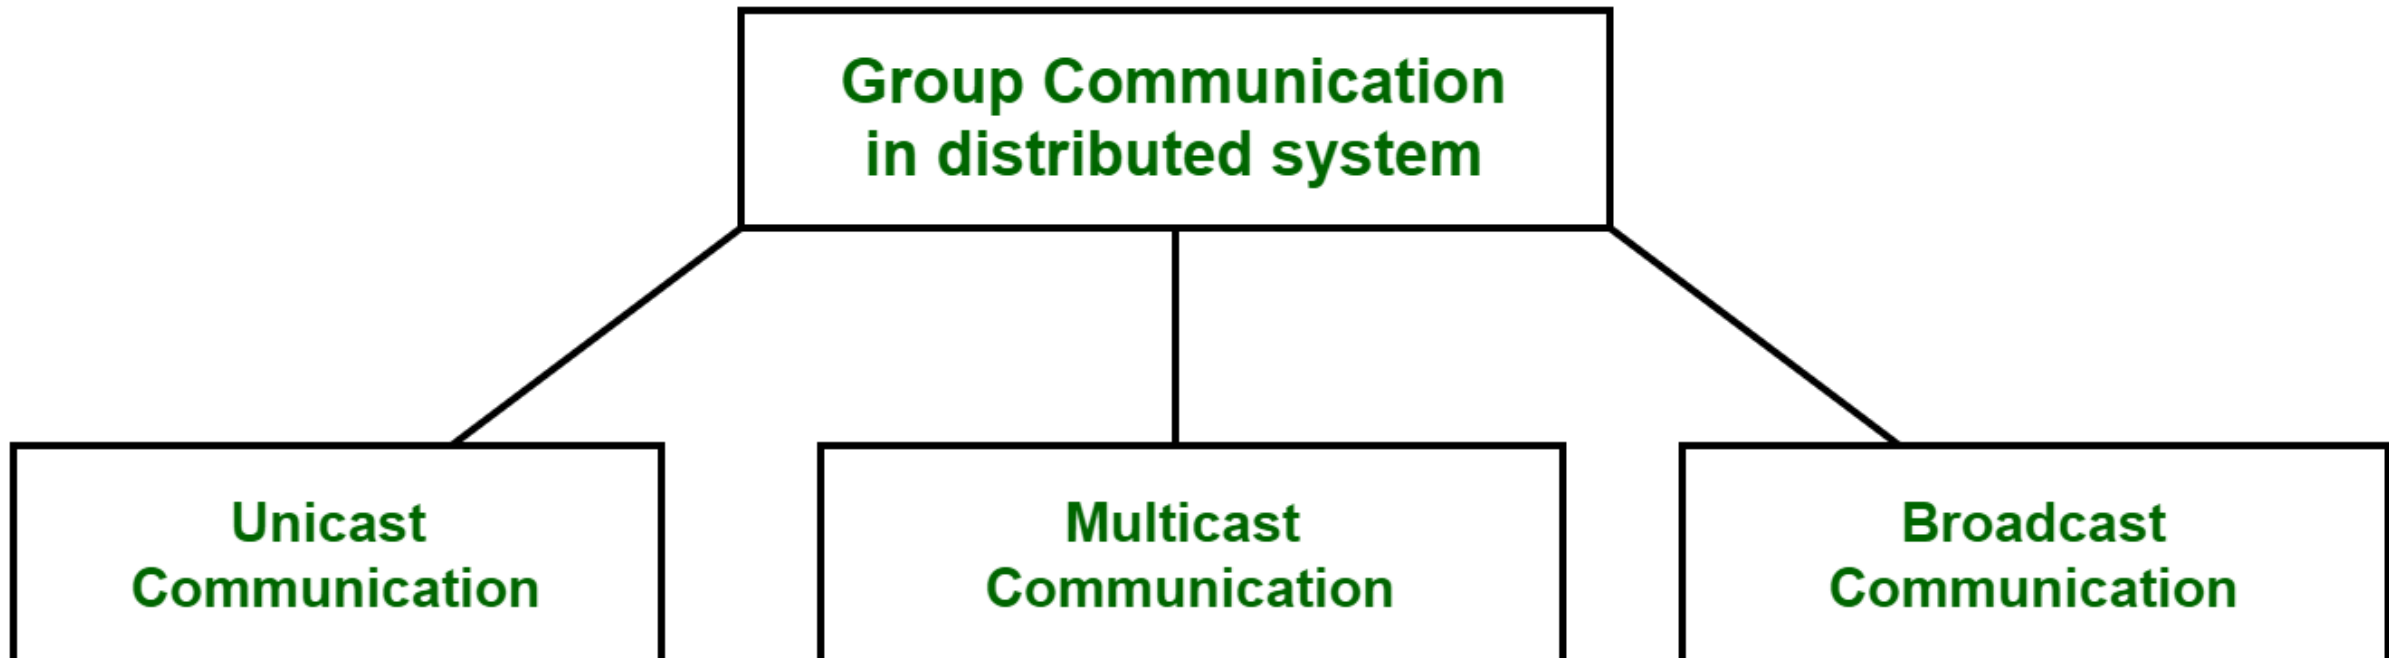 Group Communication
in distributed system
Unicast
Communication
Multicast
Communication
Broadcast
Communication